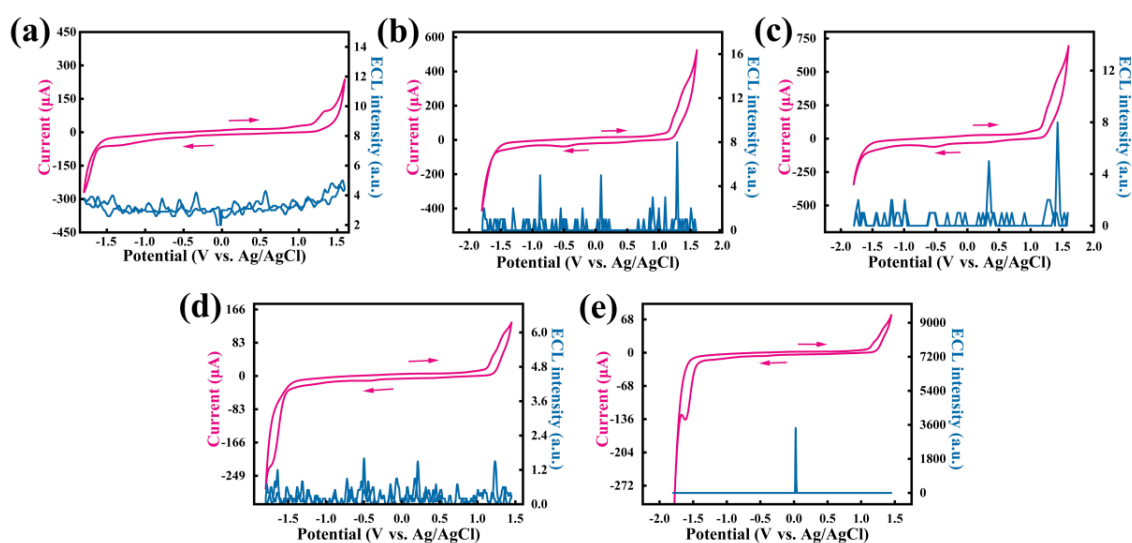 (a)
450
300
150
0
-150
-300
-450
Current (μA)
14
12
10
8
6
4
2
ECL intensity (a.u.)
-1.5 -1.0 -0.5 0.0 0.5 1.0 1.5
Potential (V vs. Ag/AgCl)
(b)
630
400
200
0
-200
-400
Current (μA)
16
12
8
4
0
ECL intensity (a.u.)
-2.0 -1.5 -1.0 -0.5 0.0 0.5 1.0 1.5 2.0
Potential (V vs. Ag/AgCl)
(c)
750
500
250
0
-250
-500
Current (μA)
12
9
6
3
0
ECL intensity (a.u.)
-2.0 -1.5 -1.0 -0.5 0.0 0.5 1.0 1.5 2.0
Potential (V vs. Ag/AgCl)
(d)
166
83
0
-83
-166
-249
Current (μA)
6.0
4.8
3.6
2.4
1.2
0.0
ECL intensity (a.u.)
-1.5 -1.0 -0.5 0.0 0.5 1.0 1.5
Potential (V vs. Ag/AgCl)
(e)
68
0
-68
-136
-204
-272
Current (μA)
9000
7200
5400
3600
1800
0
ECL intensity (a.u.)
-2.0 -1.5 -1.0 -0.5 0.0 0.5 1.0 1.5
Potential (V vs. Ag/AgCl)